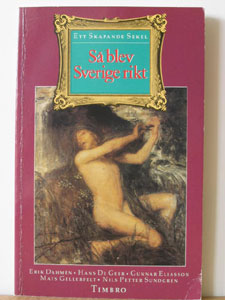 Ett Skapande Sekel
Så blev
Sverige rikt
Erik Dahmén • Hans De Geer • Gunnar Eliasson
Mats Gellerfelt • Nils Petter Sundgren
Timbro